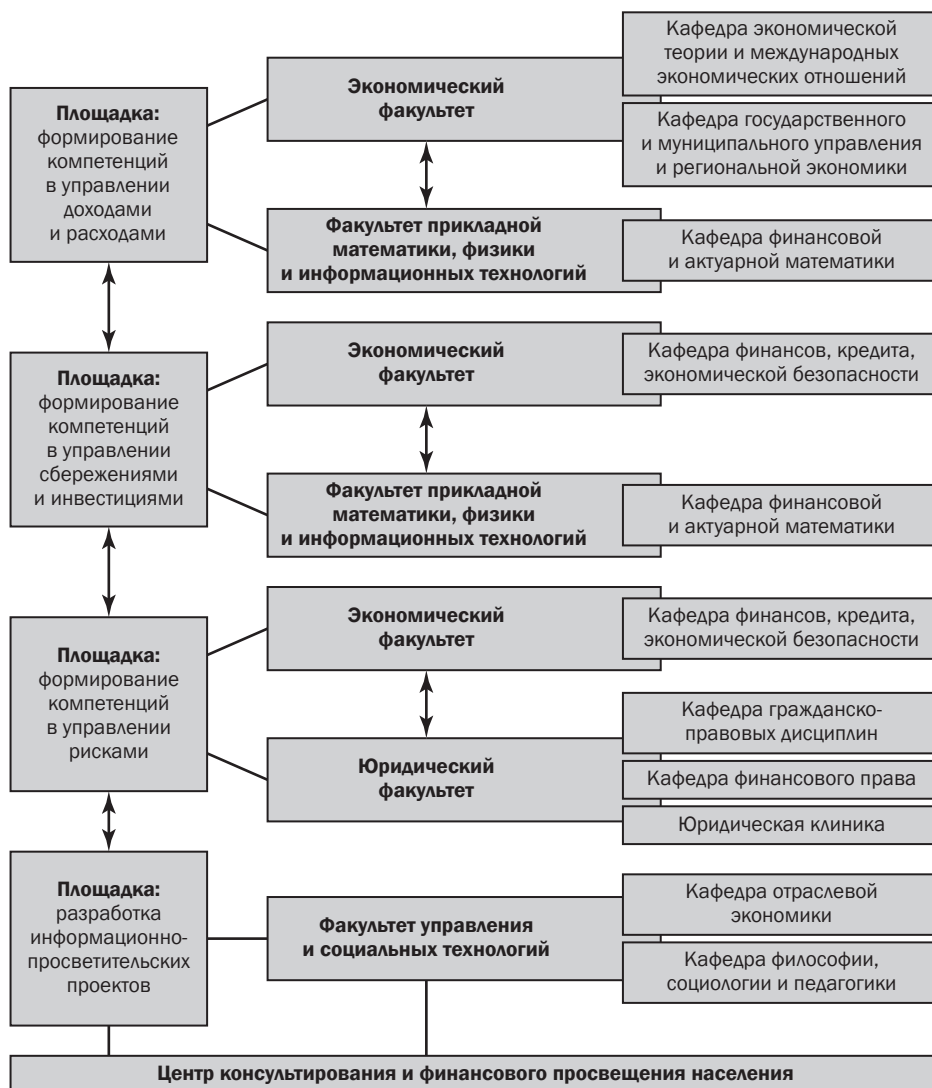 Площадка:
формирование
компетенций
в управлении
доходами
и расходами
Экономический
факультет
Кафедра экономической
теории и международных
экономических отношений
Кафедра государственного
и муниципального управления
и региональной экономики
Факультет прикладной
математики, физики
и информационных технологий
Кафедра финансовой
и актуарной математики
Площадка:
формирование
компетенций
в управлении
сбережениями
и инвестициями
Экономический
факультет
Кафедра финансов, кредита,
экономической безопасности
Факультет прикладной
математики, физики
и информационных технологий
Кафедра финансовой
и актуарной математики
Площадка:
формирование
компетенций
в управлении
рисками
Экономический
факультет
Кафедра финансов, кредита,
экономической безопасности
Юридический
факультет
Кафедра гражданско-
правовых дисциплин
Кафедра финансового права
Юридическая клиника
Площадка:
разработка
информационно-
просветительских
проектов
Факультет управления
и социальных технологий
Кафедра отраслевой
экономики
Кафедра философии,
социологии и педагогики
Центр консультирования и финансового просвещения населения